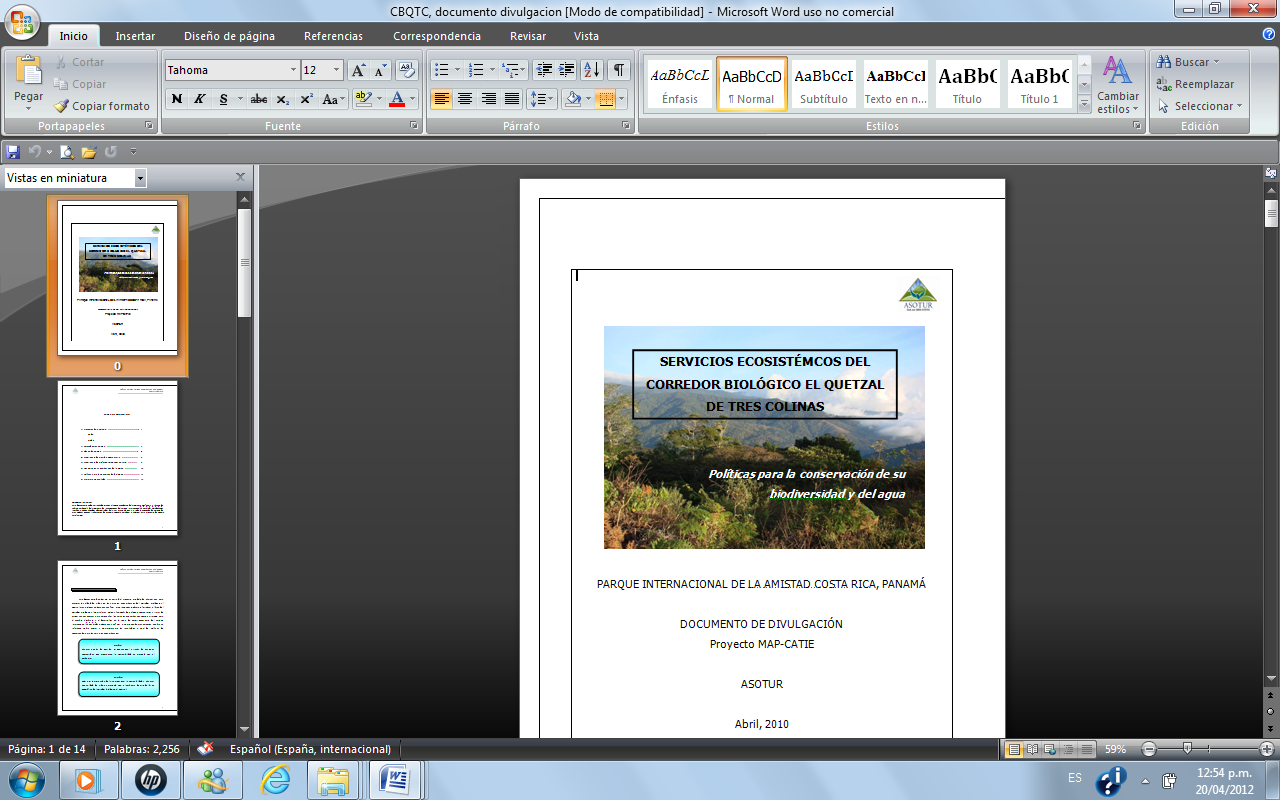 CBQTC, documento divulgacion [Modo de compatibilidad] - Microsoft Word uso no comercial
Inicio Insertar Diseño de página Referencias Correspondencia Revisar Vista
Pegar
Cortar
Copiar
Copiar formato
Portapapeles
Tahoma 12
N K S abc x₂ x² Aa ab A
Fuente
Párrafo
AaBbCcL AaBbCcD AaBbCcI AaBbCcI AaBbC AaBbC
Énfasis ¶ Normal Subtítulo Texto en n... Título Título 1
Cambiar estilos
Estilos
Buscar
Reemplazar
Seleccionar
Edición
Vistas en miniatura
0
1
2
ASOTUR
SERVICIOS ECOSISTÉMCOS DEL
CORREDOR BIOLÓGICO EL QUETZAL
DE TRES COLINAS
Políticas para la conservación de su
biodiversidad y del agua
PARQUE INTERNACIONAL DE LA AMISTAD COSTA RICA, PANAMÁ
DOCUMENTO DE DIVULGACIÓN
Proyecto MAP-CATIE
ASOTUR
Abril, 2010
Página: 1 de 14 Palabras: 2,256 Español (España, internacional) 59%
ES 12:54 p.m.
20/04/2012